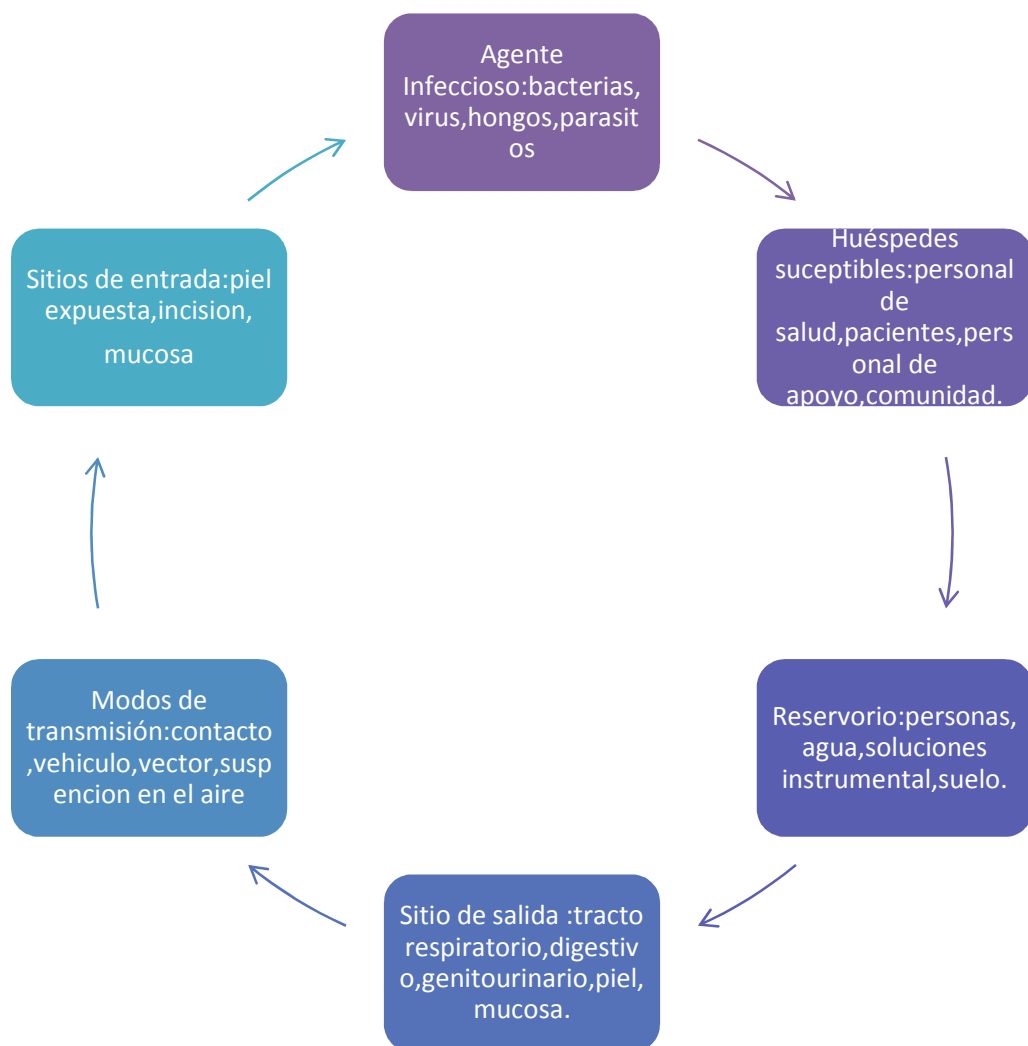 Agente
Infeccioso:bacterias,
virus,hongos,parasit
os
Huéspedes
suceptibles:personal
de
salud,pacientes,pers
onal de
apoyo,comunidad.
Reservorio:personas,
agua,soluciones
instrumental,suelo.
Sitio de salida :tracto
respiratorio,digestiv
o,genitourinario,piel,
mucosa.
Modos de
transmisión:contacto
,vehiculo,vector,susp
encion en el aire
Sitios de entrada:piel
expuesta,incision,
mucosa